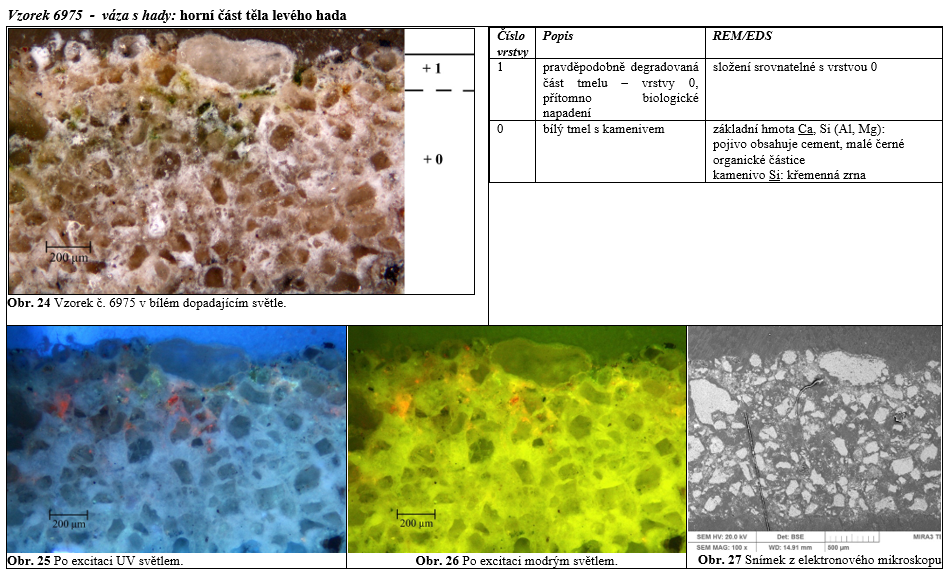 Vzorek 6975 - váza s hady: horní část těla levého hada
+ 1
+ 0
200 μm
Obr. 24 Vzorek č. 6975 v bílém dopadajícím světle.
Číslo vrstvy
Popis
REM/EDS
1
pravděpodobně degradovaná
část tmelu – vrstvy 0,
přítomno biologické
napadení
složení srovnatelné s vrstvou 0
0
bílý tmel s kamenivem
základní hmota Ca, Si (Al, Mg):
pojivo obsahuje cement, malé černé
organické částice
kamenivo Si: křemenná zrna
200 μm
Obr. 25 Po excitaci UV světlem.
200 μm
Obr. 26 Po excitaci modrým světlem.
SEM HV: 20.0 kV
Det: BSE
MIRA3 TI
SEM MAG: 100 x
WD: 14.91 mm
500 μm
Obr. 27 Snímek z elektronového mikroskopu